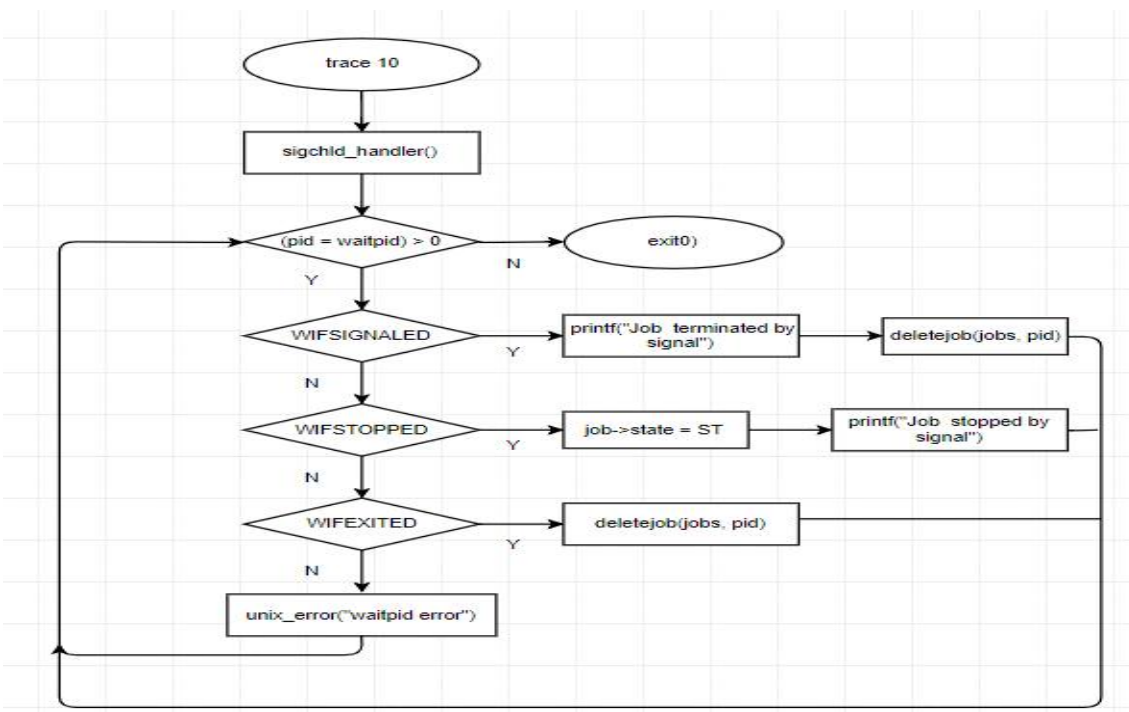 trace 10
sigchld_handler()
(pid = waitpid) > 0
N
exit0)
Y
WIFSIGNALED
Y
printf("Job terminated by
signal")
deletejob(jobs, pid)
N
WIFSTOPPED
Y
job->state = ST
printf("Job stopped by
signal")
N
WIFEXITED
Y
deletejob(jobs, pid)
N
unix_error("waitpid error")